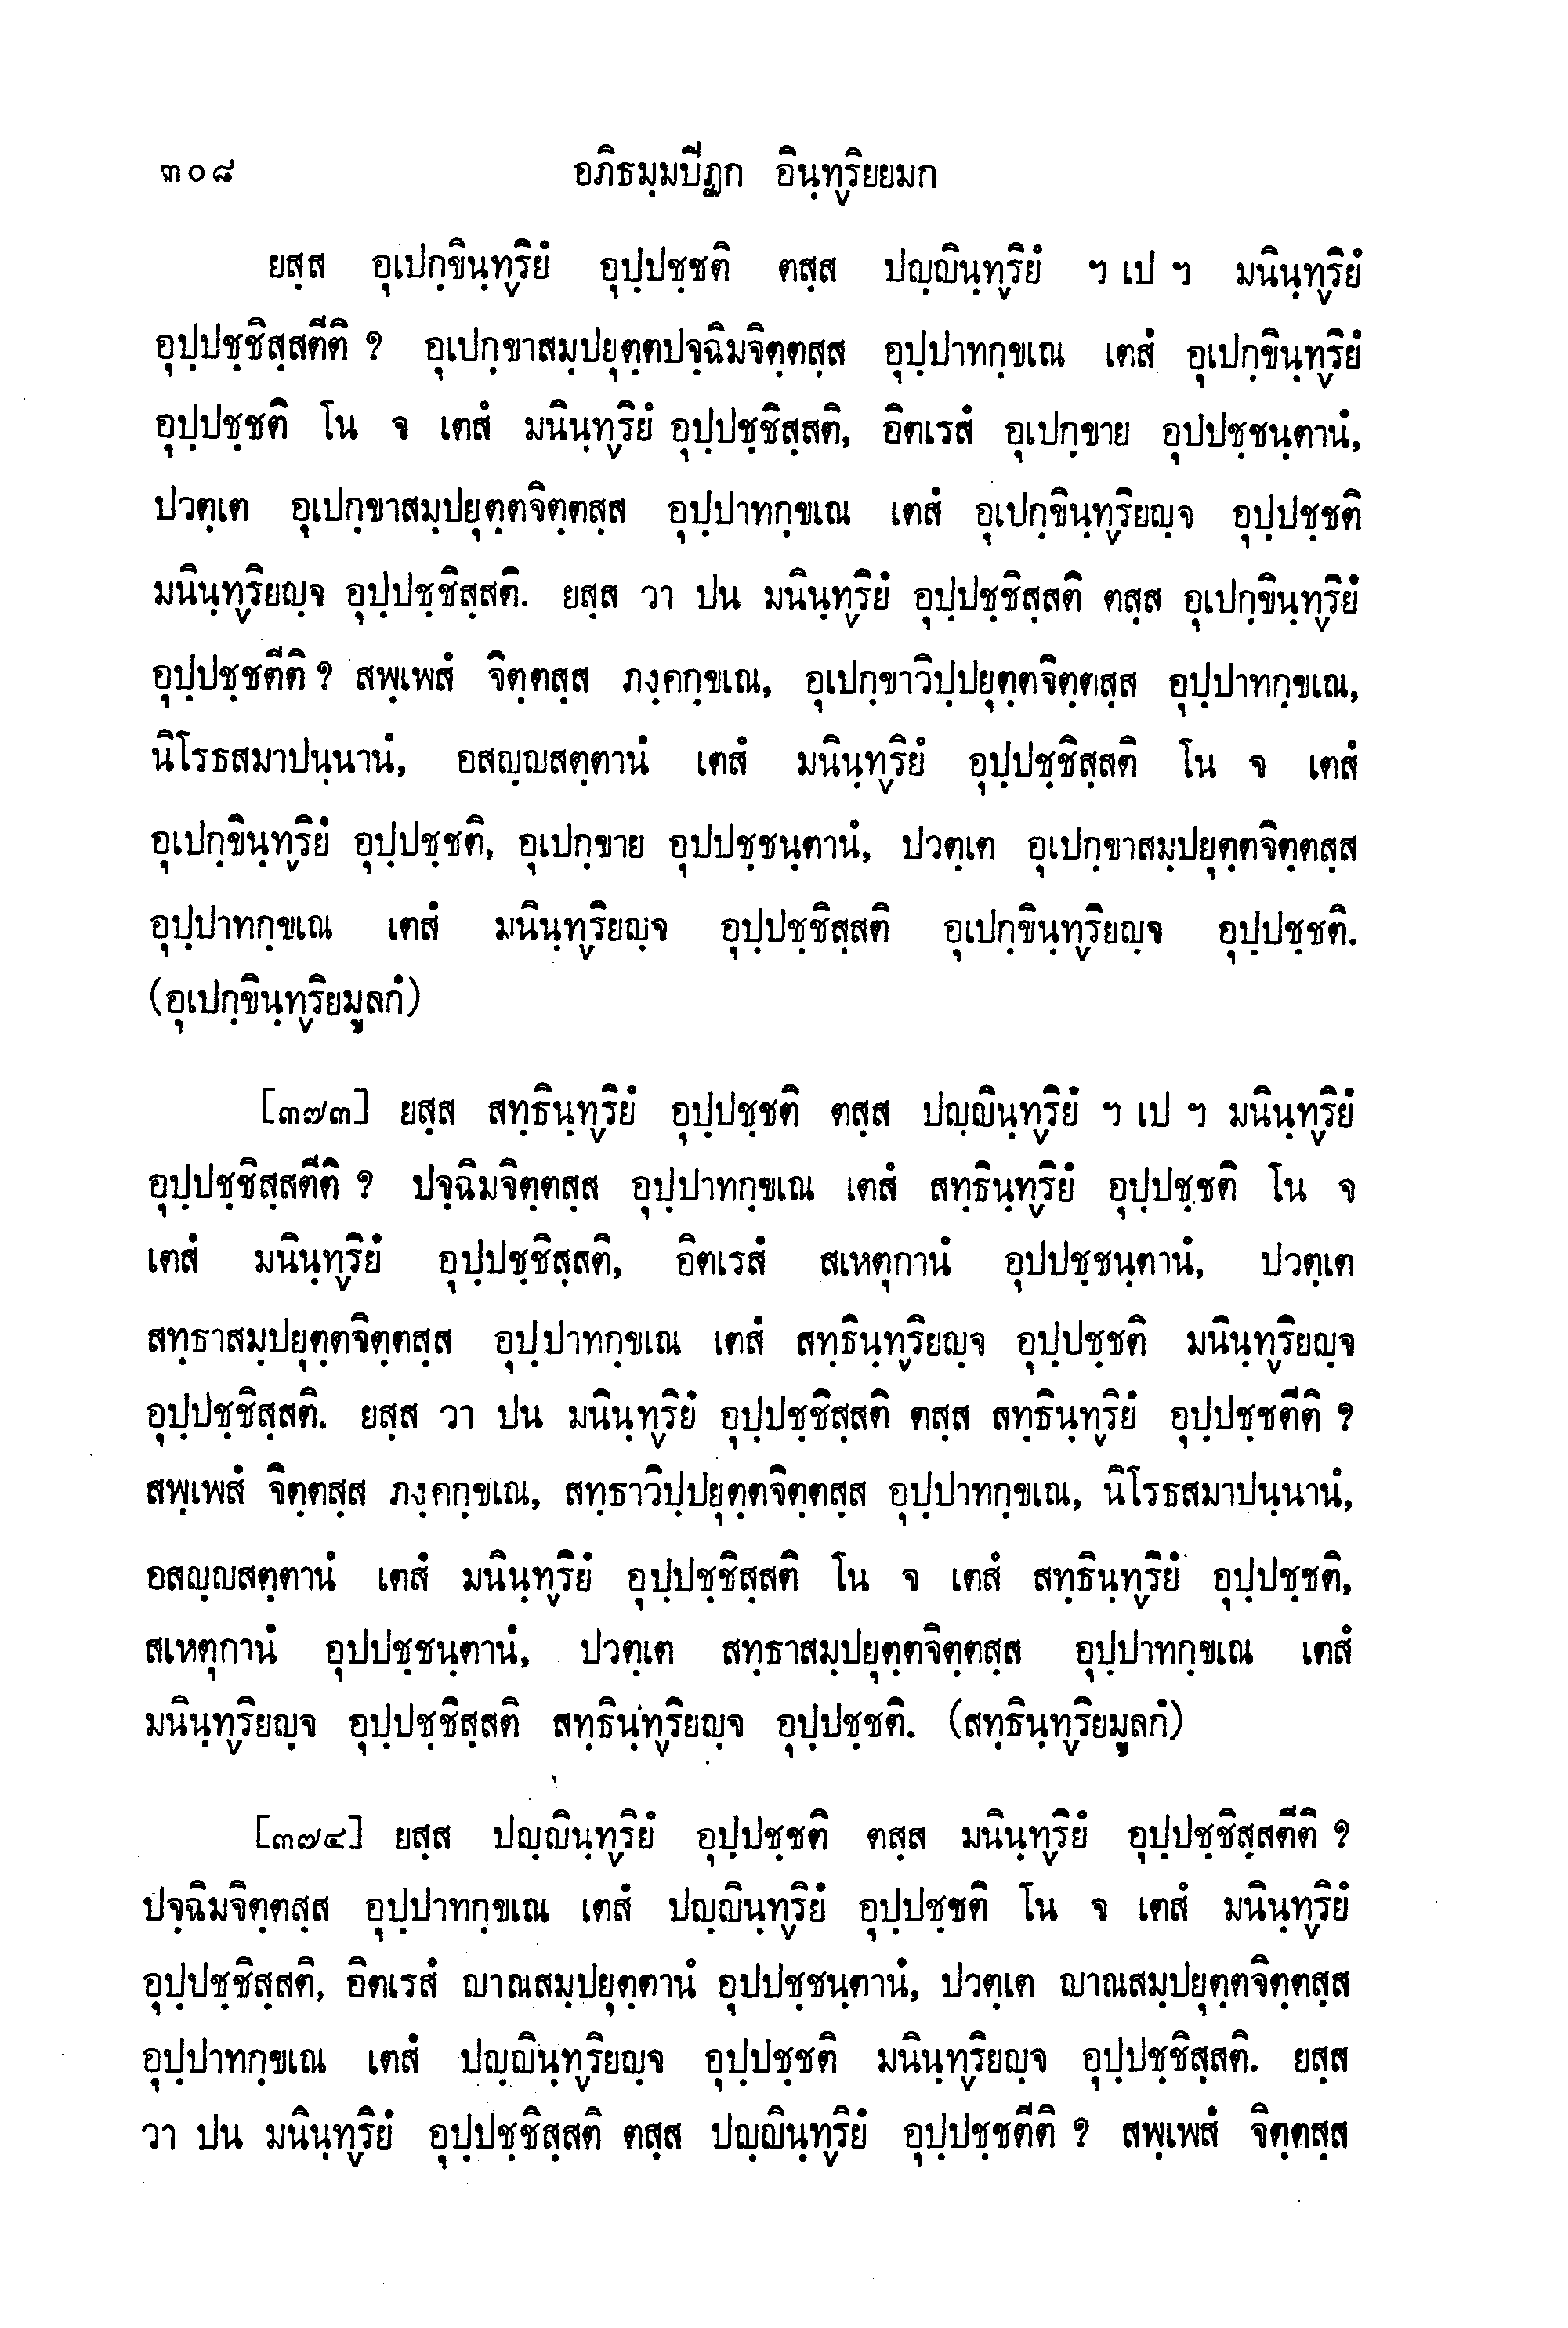 ๓๐๘ อภิธมฺมปิฏก อินฺทฺริยยมก
ยสฺส อุเปกฺขินฺทฺริยํ อุปฺปชฺชติ ตสฺส ปญฺญินฺทฺริยํ ฯ เป ฯ มนินฺทฺริยํ
อุปฺปชฺชิสฺสตีติ ? อุเปกฺขาสมฺปยุตฺตปจฺฉิมจิตฺตสฺส อุปฺปาทกฺขเณ เตสํ อุเปกฺขินฺทฺริยํ
อุปฺปชฺชติ โน จ เตสํ มนินฺทฺริยํ อุปฺปชฺชิสฺสติ, อิตเรสํ อุเปกฺขาย อุปปชฺชนฺตานํ,
ปวตฺเต อุเปกฺขาสมฺปยุตฺตจิตฺตสฺส อุปฺปาทกฺขเณ เตสํ อุเปกฺขินฺทฺริยญฺจ อุปฺปชฺชติ
มนินฺทฺริยญฺจ อุปฺปชฺชิสฺสติ. ยสฺส วา ปน มนินฺทฺริยํ อุปฺปชฺชิสฺสติ ตสฺส อุเปกฺขินฺทฺริยํ
อุปฺปชฺชตีติ ? สพฺเพสํ จิตฺตสฺส ภงฺคกฺขเณ, อุเปกฺขาวิปฺปยุตฺตจิตฺตสฺส อุปฺปาทกฺขเณ,
นิโรธสมาปนฺนานํ, อสญฺญสตฺตานํ เตสํ มนินฺทฺริยํ อุปฺปชฺชิสฺสติ โน จ เตสํ
อุเปกฺขินฺทฺริยํ อุปฺปชฺชติ, อุเปกฺขาย อุปปชฺชนฺตานํ, ปวตฺเต อุเปกฺขาสมฺปยุตฺตจิตฺตสฺส
อุปฺปาทกฺขเณ เตสํ มนินฺทฺริยญฺจ อุปฺปชฺชิสฺสติ อุเปกฺขินฺทฺริยญฺจ อุปฺปชฺชติ.
(อุเปกฺขินฺทฺริยมูลกํ)
[๓๗๓] ยสฺส สทฺธินฺทฺริยํ อุปฺปชฺชติ ตสฺส ปญฺญินฺทฺริยํ ฯ เป ฯ มนินฺทฺริยํ
อุปฺปชฺชิสฺสตีติ ? ปจฺฉิมจิตฺตสฺส อุปฺปาทกฺขเณ เตสํ สทฺธินฺทฺริยํ อุปฺปชฺชติ โน จ
เตสํ มนินฺทฺริยํ อุปฺปชฺชิสฺสติ, อิตเรสํ สเหตุกานํ อุปปชฺชนฺตานํ, ปวตฺเต
สทฺธาสมฺปยุตฺตจิตฺตสฺส อุปฺปาทกฺขเณ เตสํ สทฺธินฺทฺริยญฺจ อุปฺปชฺชติ มนินฺทฺริยญฺจ
อุปฺปชฺชิสฺสติ. ยสฺส วา ปน มนินฺทฺริยํ อุปฺปชฺชิสฺสติ ตสฺส สทฺธินฺทฺริยํ อุปฺปชฺชตีติ ?
สพฺเพสํ จิตฺตสฺส ภงฺคกฺขเณ, สทฺธาวิปฺปยุตฺตจิตฺตสฺส อุปฺปาทกฺขเณ, นิโรธสมาปนฺนานํ,
อสญฺญสตฺตานํ เตสํ มนินฺทฺริยํ อุปฺปชฺชิสฺสติ โน จ เตสํ สทฺธินฺทฺริยํ อุปฺปชฺชติ,
สเหตุกานํ อุปปชฺชนฺตานํ, ปวตฺเต สทฺธาสมฺปยุตฺตจิตฺตสฺส อุปฺปาทกฺขเณ เตสํ
มนินฺทฺริยญฺจ อุปฺปชฺชิสฺสติ สทฺธินฺทฺริยญฺจ อุปฺปชฺชติ. (สทฺธินฺทฺริยมูลกํ)
[๓๗๔] ยสฺส ปญฺญินฺทฺริยํ อุปฺปชฺชติ ตสฺส มนินฺทฺริยํ อุปฺปชฺชิสฺสตีติ ?
ปจฺฉิมจิตฺตสฺส อุปฺปาทกฺขเณ เตสํ ปญฺญินฺทฺริยํ อุปฺปชฺชติ โน จ เตสํ มนินฺทฺริยํ
อุปฺปชฺชิสฺสติ, อิตเรสํ ญาณสมฺปยุตฺตานํ อุปปชฺชนฺตานํ, ปวตฺเต ญาณสมฺปยุตฺตจิตฺตสฺส
อุปฺปาทกฺขเณ เตสํ ปญฺญินฺทฺริยญฺจ อุปฺปชฺชติ มนินฺทฺริยญฺจ อุปฺปชฺชิสฺสติ. ยสฺส
วา ปน มนินฺทฺริยํ อุปฺปชฺชิสฺสติ ตสฺส ปญฺญินฺทฺริยํ อุปฺปชฺชตีติ ? สพฺเพสํ จิตฺตสฺส